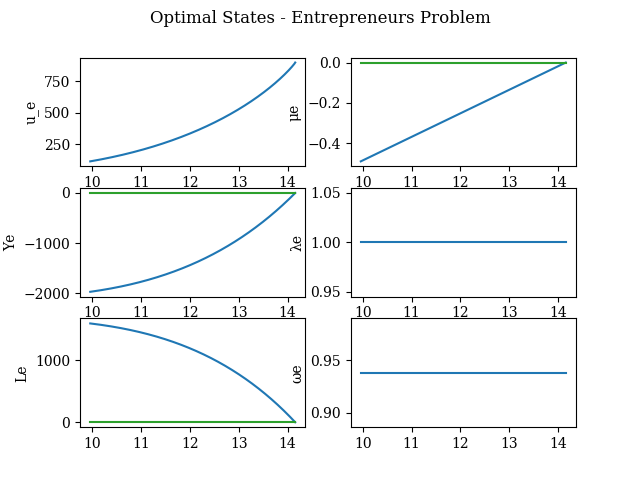 Optimal States - Entrepreneurs Problem
750
500
250
u_e
10 11 12 13 14
0.0
−0.2
−0.4
μe
10 11 12 13 14
0
−1000
−2000
Ye
10 11 12 13 14
1.05
1.00
0.95
λe
10 11 12 13 14
1000
0
Le
10 11 12 13 14
0.95
0.90
ωe
10 11 12 13 14